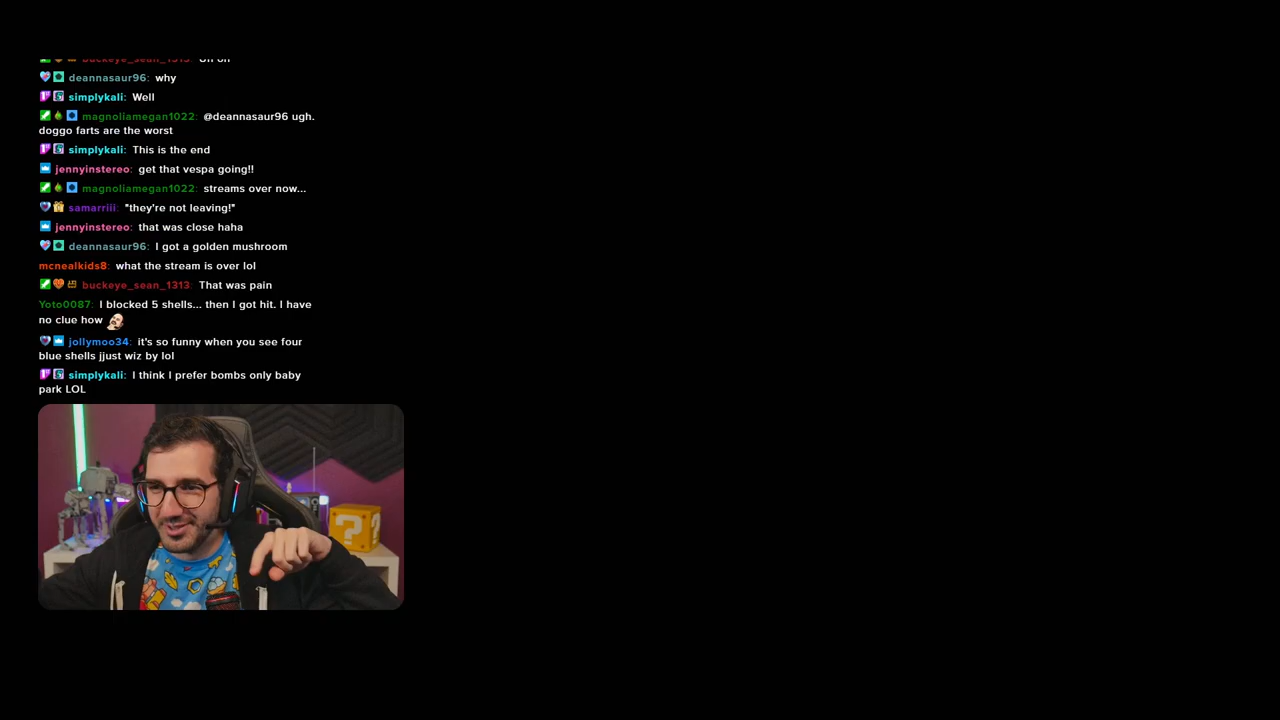 buckeye_sean_1313: Uh oh
deannasaur96: why
simplykali: Well
magnoliamegan1022: @deannasaur96 ugh.
doggo farts are the worst
simplykali: This is the end
jennyinstereo: get that vespa going!!
magnoliamegan1022: streams over now...
samarriii: "they're not leaving!"
jennyinstereo: that was close haha
deannasaur96: I got a golden mushroom
mcnealkids8: what the stream is over lol
buckeye_sean_1313: That was pain
Yoto0087: I blocked 5 shells... then I got hit. I have
no clue how
jollymoo34: it's so funny when you see four
blue shells jjust wiz by lol
simplykali: I think I prefer bombs only baby
park LOL
?
?